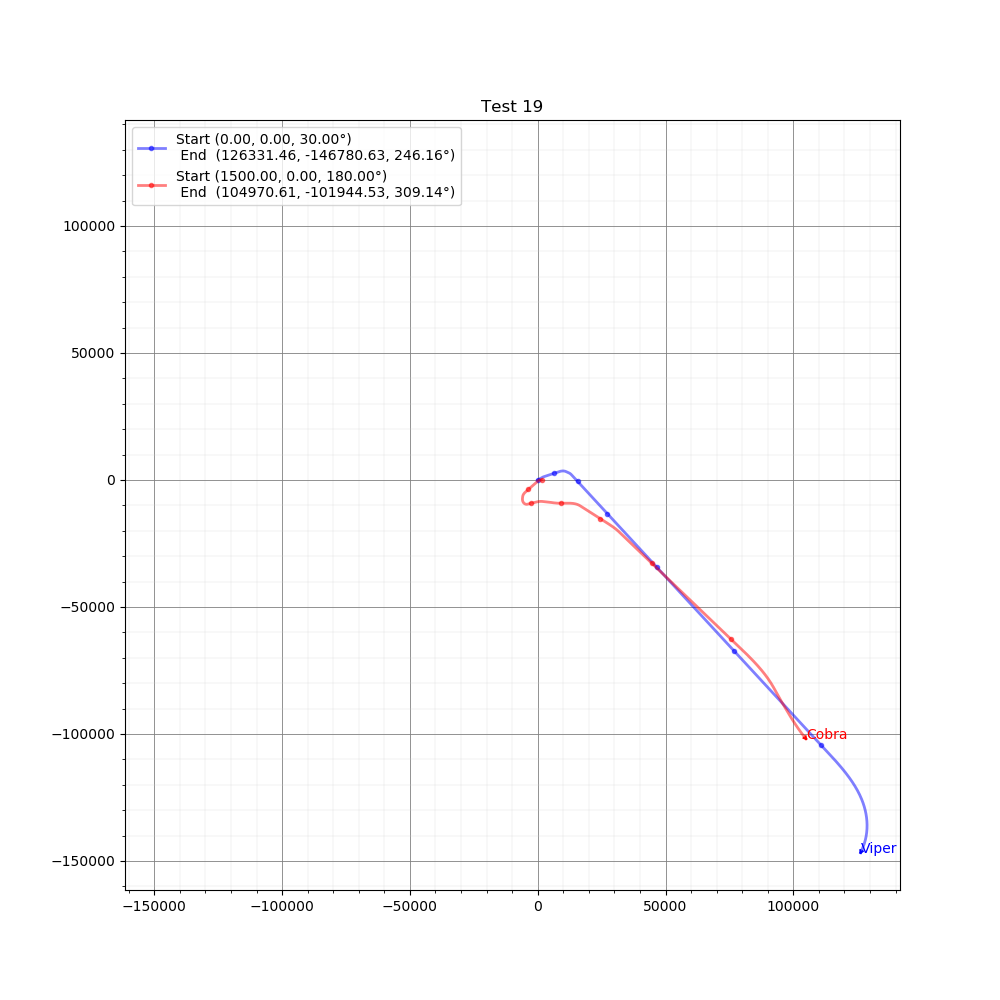 Test 19
Start (0.00, 0.00, 30.00°)
End (126331.46, -146780.63, 246.16°)
Start (1500.00, 0.00, 180.00°)
End (104970.61, -101944.53, 309.14°)
100000
50000
0
−50000
−100000
−150000
Cobra
Viper
−150000 −100000 −50000 0 50000 100000